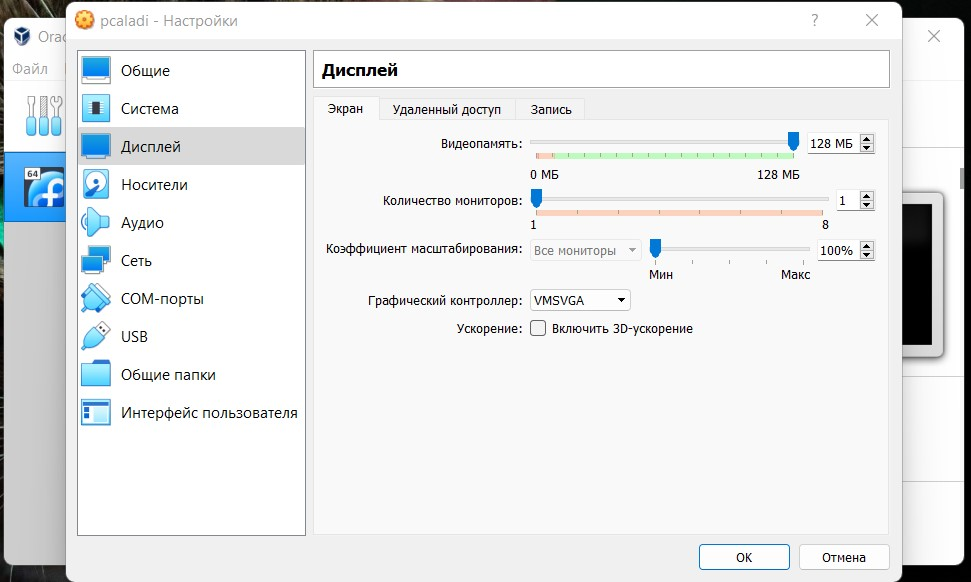 pcaladi - Настройки
?
Orac
Файл
64
Общие
Система
Дисплей
Носители
Аудио
Сеть
COM-порты
USB
Общие папки
Интерфейс пользователя
Дисплей
Экран
Удаленный доступ
Запись
Видеопамять:
128 МБ
0 МБ
128 МБ
Количество мониторов:
1
1
8
Коэффициент масштабирования:
Все мониторы
100%
Мин
Макс
Графический контроллер:
VMSVGA
Ускорение:
Включить 3D-ускорение
OK
Отмена